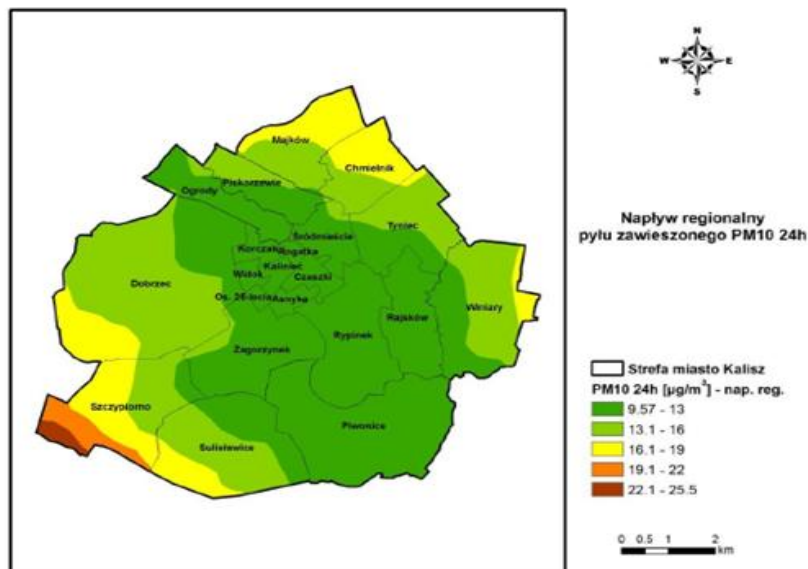 N
W E
S
Majków
Chmielnik
Piskorzewie
Ogrody
Tyniec
Śródmieście
Korczak
Rogatka
Kaliniec
Widok
Czaszki
Dobrzec
Os. 26-lecia
Asnyka
Winiary
Rajsków
Rypinek
Zagorzynek
Szczypiorno
Piwonice
Sulisławice
Napływ regionalny
pyłu zawieszonego PM10 24h
Strefa miasto Kalisz
PM10 24h [µg/m³] - nap. reg.
9.57 - 13
13.1 - 16
16.1 - 19
19.1 - 22
22.1 - 25.5
0 0.5 1 2
km